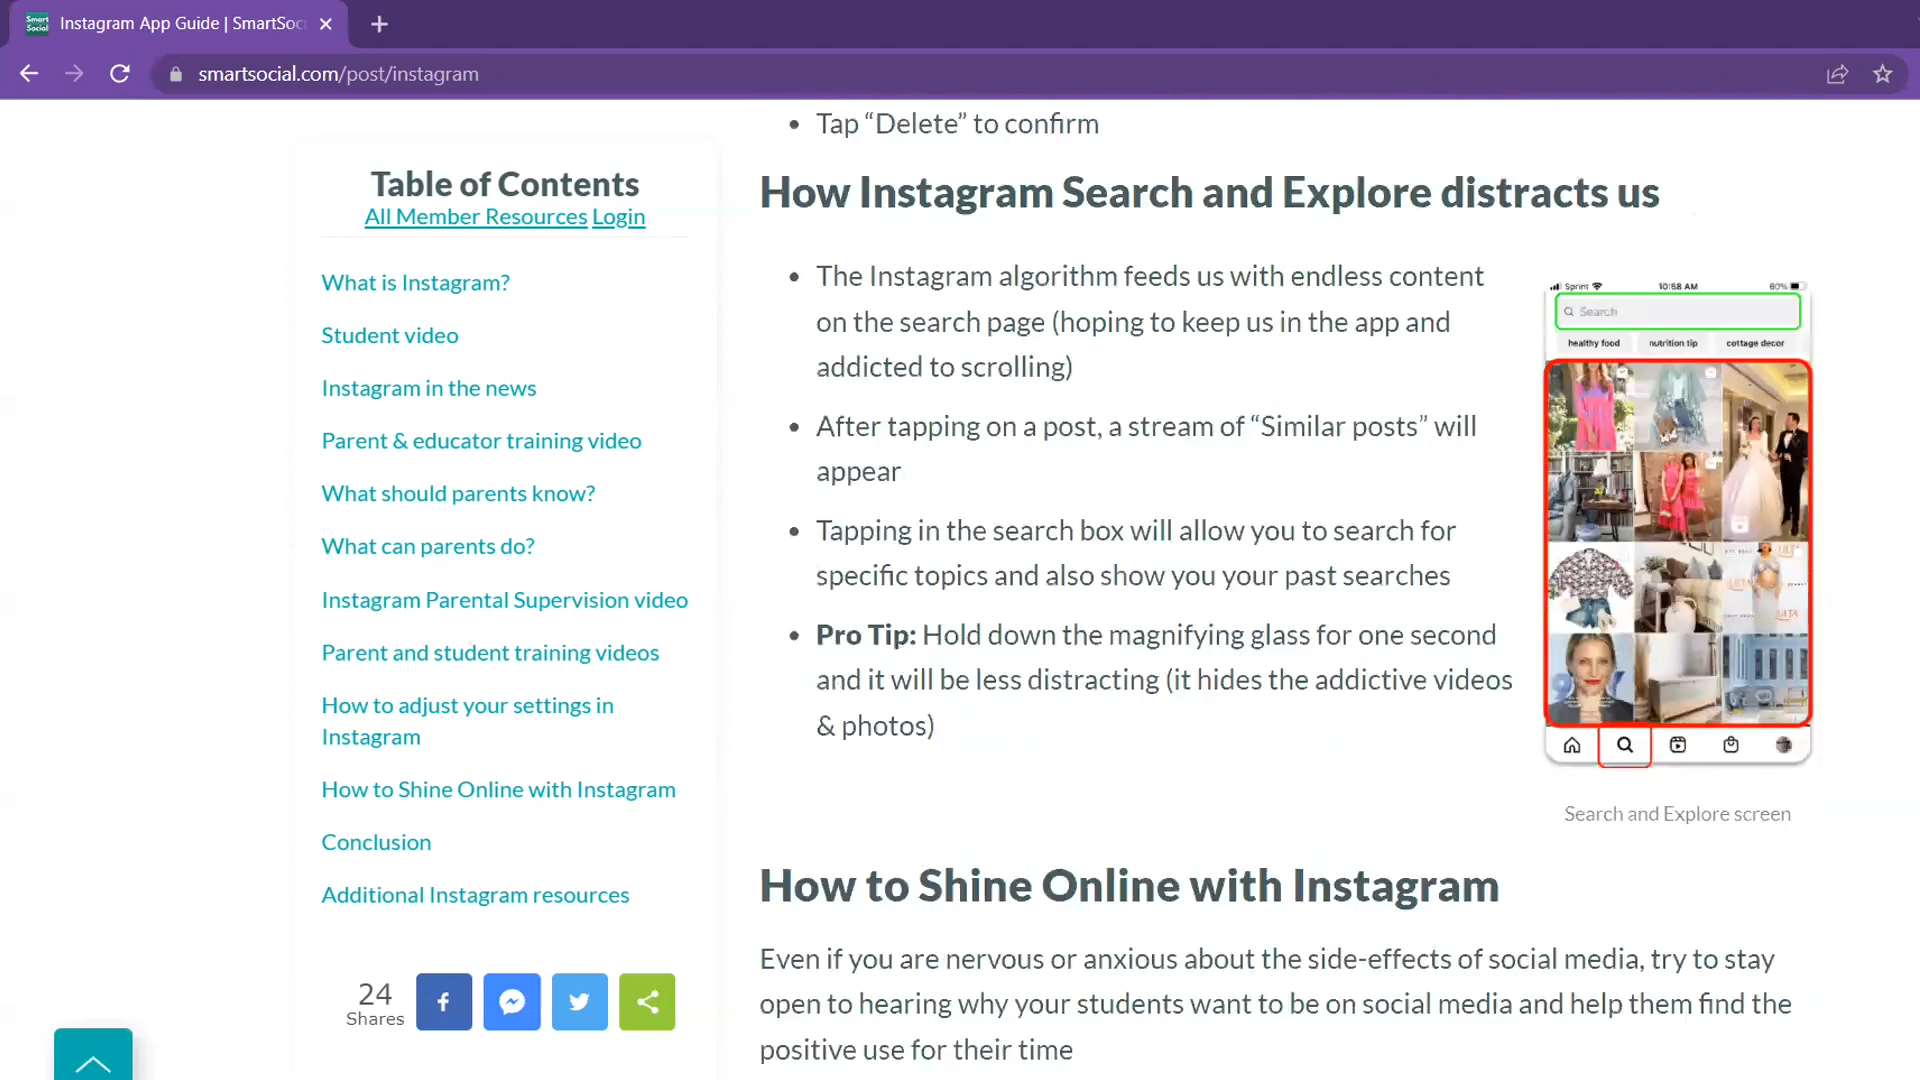 Smart
Social
Instagram App Guide | SmartSoc
smartsocial.com/post/instagram
Table of Contents
All Member Resources Login
What is Instagram?
Student video
Instagram in the news
Parent & educator training video
What should parents know?
What can parents do?
Instagram Parental Supervision video
Parent and student training videos
How to adjust your settings in
Instagram
How to Shine Online with Instagram
Conclusion
Additional Instagram resources
24
Shares
• Tap “Delete” to confirm
How Instagram Search and Explore distracts us
• The Instagram algorithm feeds us with endless content
on the search page (hoping to keep us in the app and
addicted to scrolling)
• After tapping on a post, a stream of “Similar posts” will
appear
• Tapping in the search box will allow you to search for
specific topics and also show you your past searches
• Pro Tip: Hold down the magnifying glass for one second
and it will be less distracting (it hides the addictive videos
& photos)
Sprint 10:58 AM 60%
Search
healthy food nutrition tip cottage decor
Search and Explore screen
How to Shine Online with Instagram
Even if you are nervous or anxious about the side-effects of social media, try to stay
open to hearing why your students want to be on social media and help them find the
positive use for their time